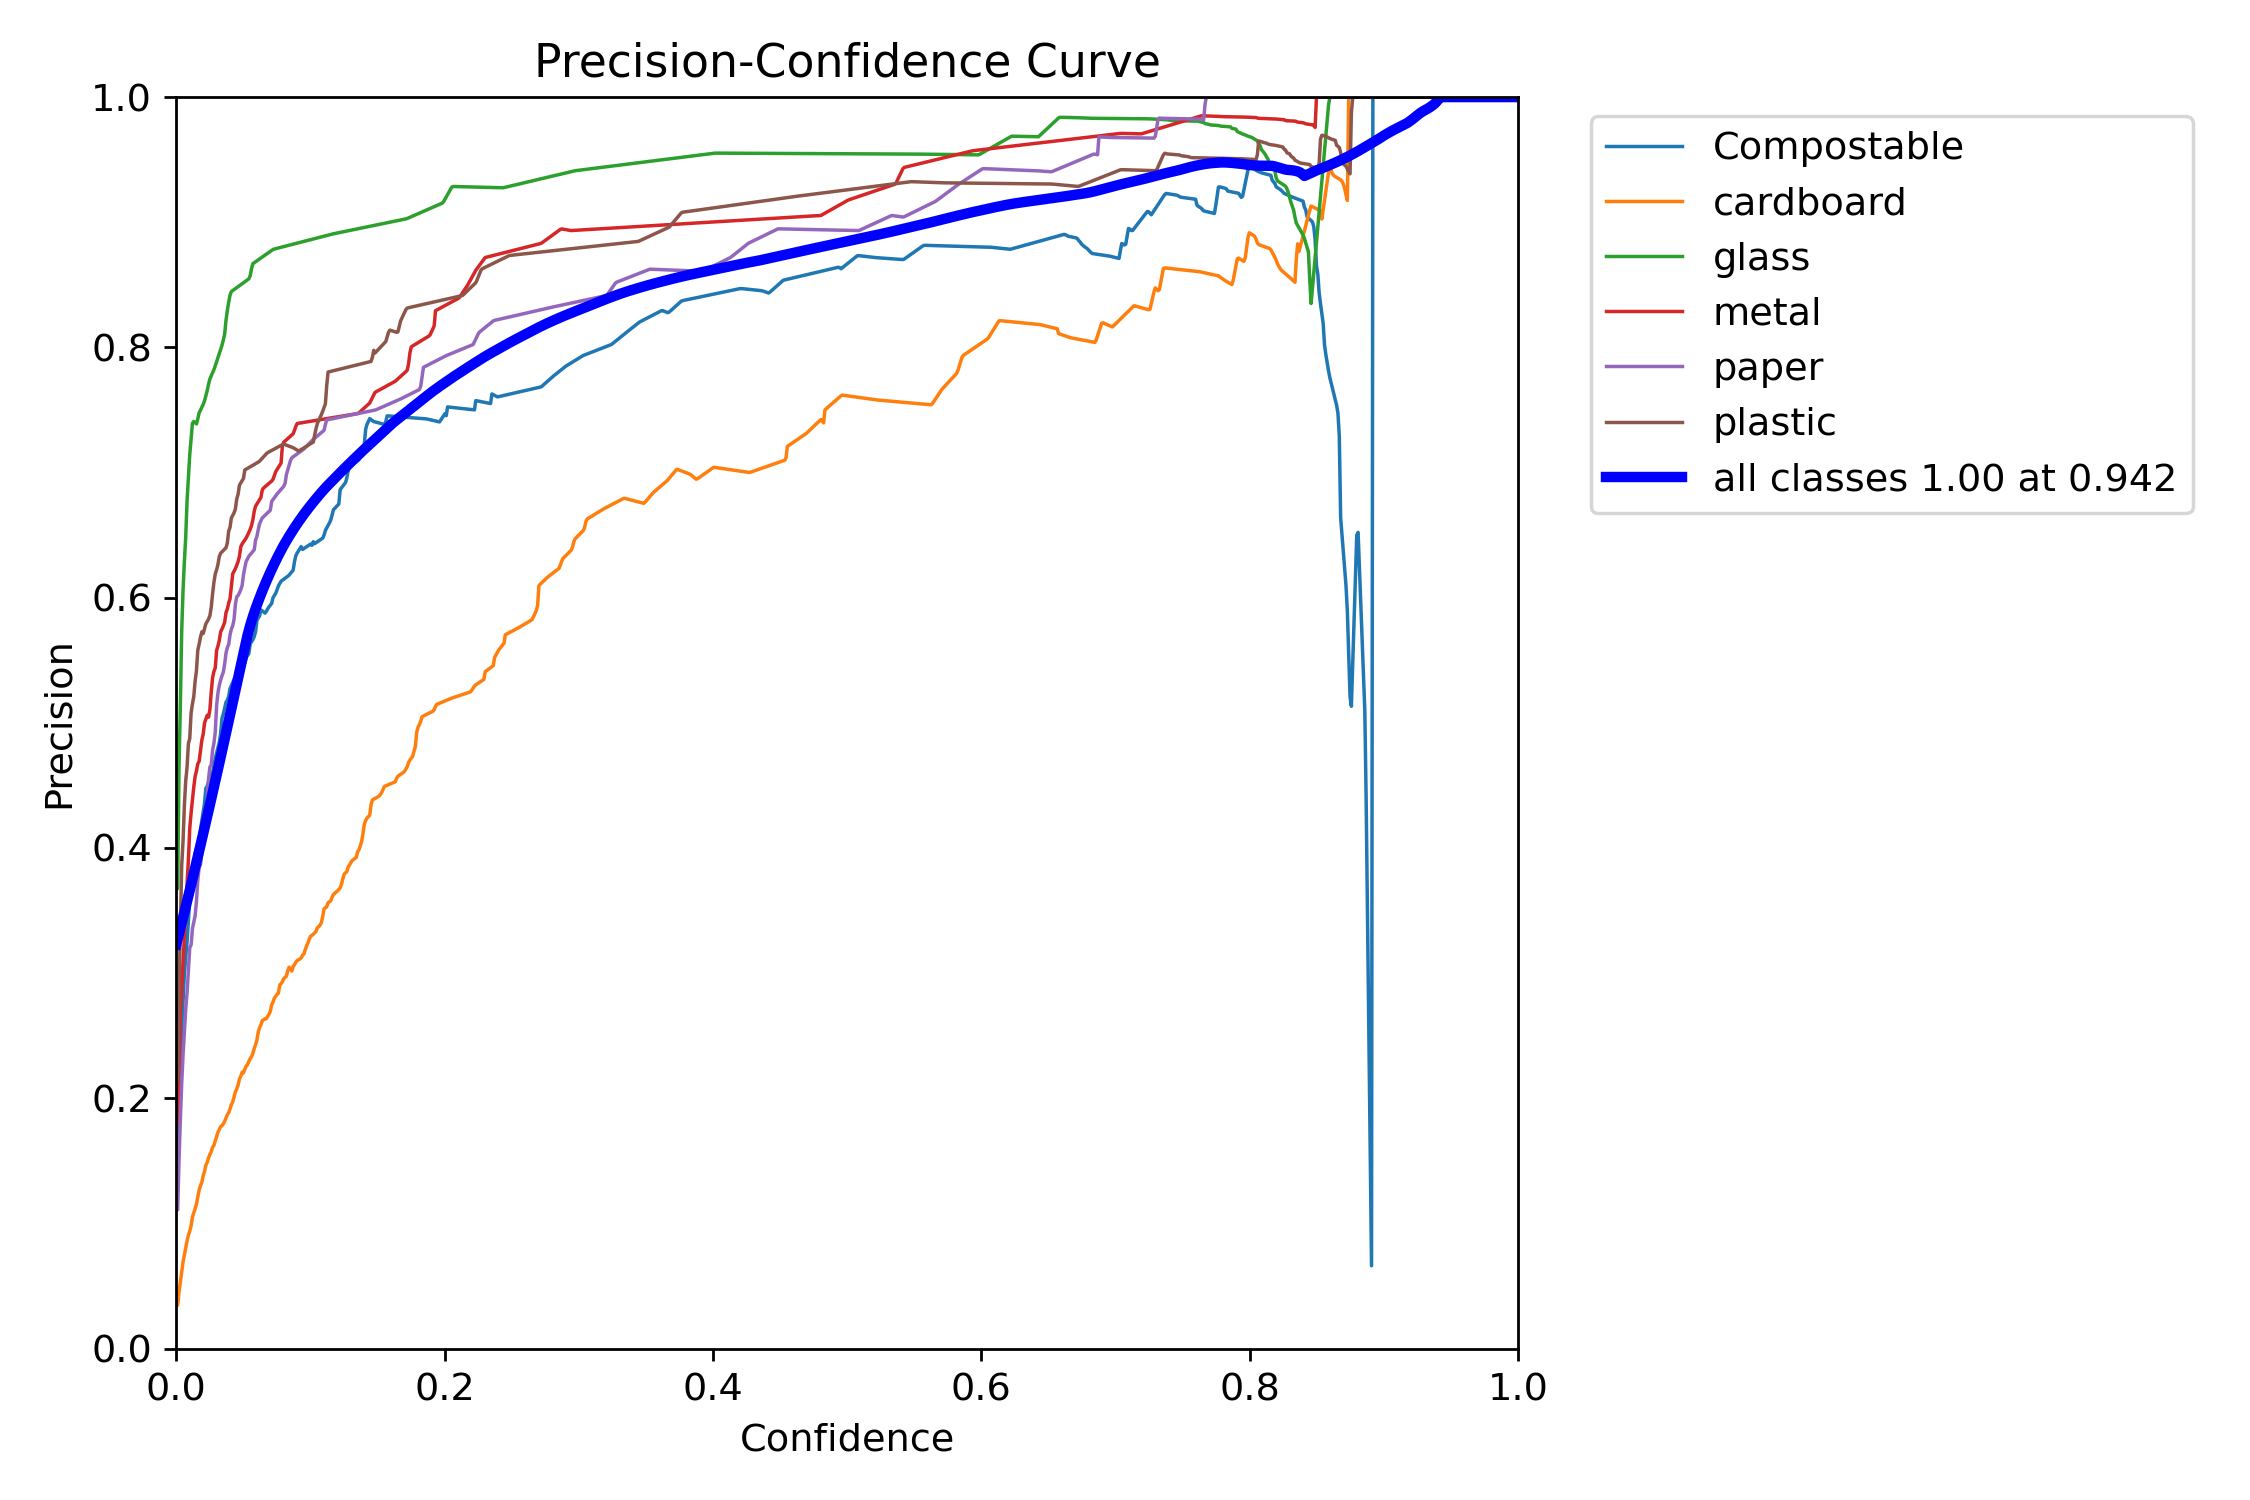 Precision-Confidence Curve
1.0
0.8
0.6
0.4
0.2
0.0
Precision
0.0 0.2 0.4 0.6 0.8 1.0
Confidence
Compostable
cardboard
glass
metal
paper
plastic
all classes 1.00 at 0.942